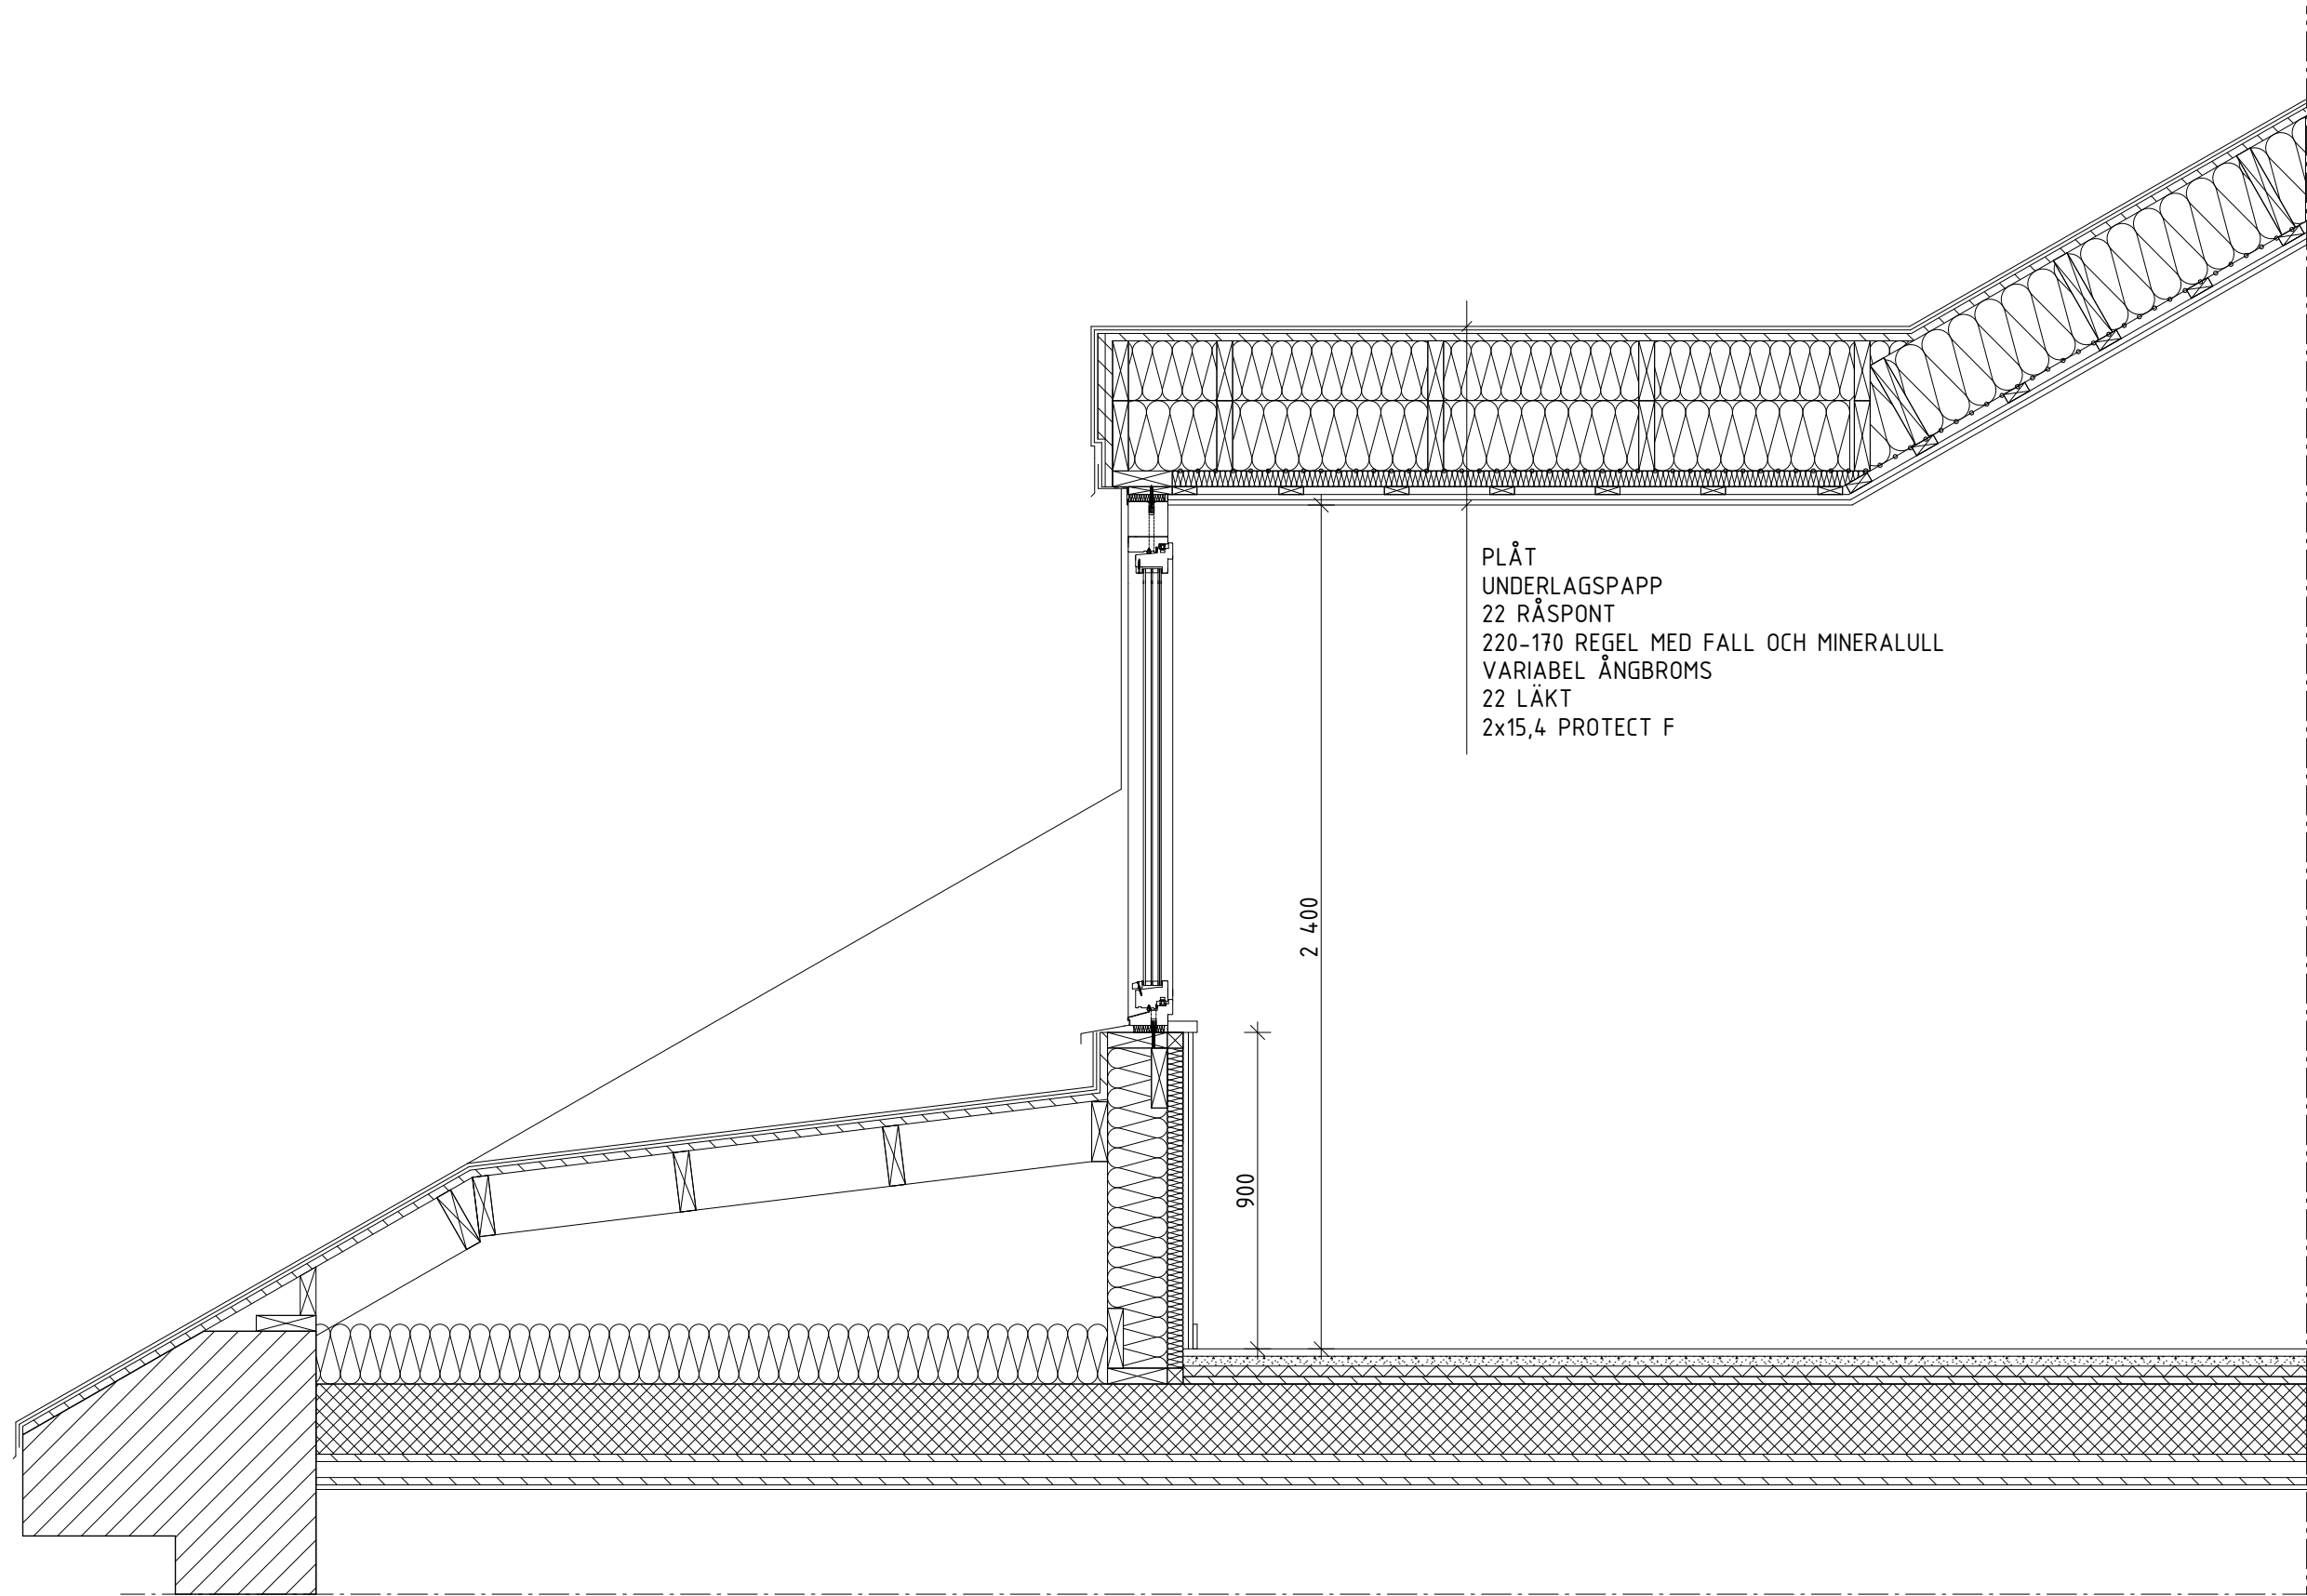 PLÅT
UNDERLAGSPAPP
22 RÅSPONT
220-170 REGEL MED FALL OCH MINERALULL
VARIABEL ÅNGBROMS
22 LÄKT
2x15,4 PROTECT F
2 400
900